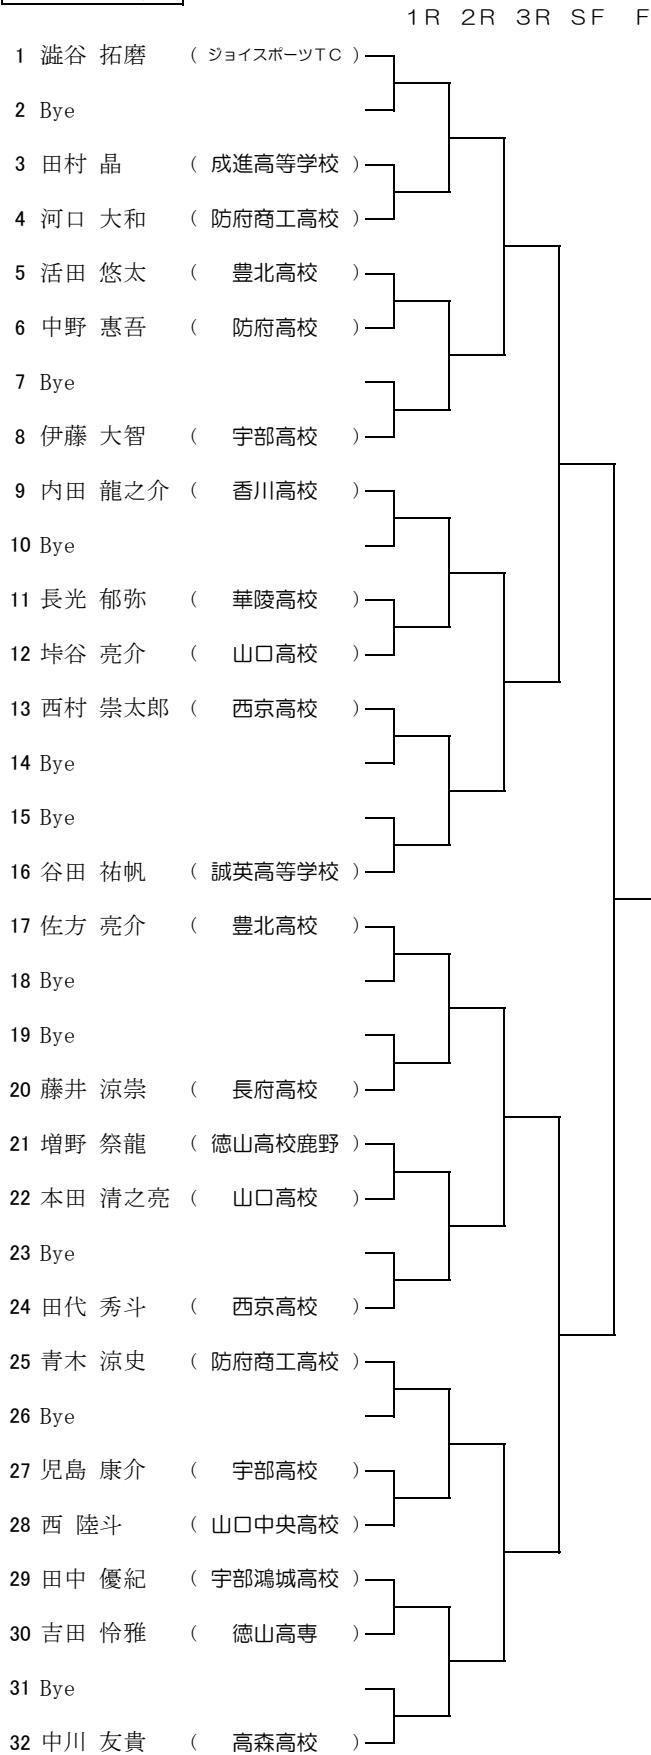 1R 2R 3R SF F
1 澁谷 拓磨 ( ジョイスポーツTC )
2 Bye
3 田村 晶 ( 成進高等学校 )
4 河口 大和 ( 防府商工高校 )
5 活田 悠太 ( 豊北高校 )
6 中野 惠吾 ( 防府高校 )
7 Bye
8 伊藤 大智 ( 宇部高校 )
9 内田 龍之介 ( 香川高校 )
10 Bye
11 長光 郁弥 ( 華陵高校 )
12 垰谷 亮介 ( 山口高校 )
13 西村 崇太郎 ( 西京高校 )
14 Bye
15 Bye
16 谷田 祐帆 ( 誠英高等学校 )
17 佐方 亮介 ( 豊北高校 )
18 Bye
19 Bye
20 藤井 涼崇 ( 長府高校 )
21 増野 祭龍 ( 徳山高校鹿野 )
22 本田 清之亮 ( 山口高校 )
23 Bye
24 田代 秀斗 ( 西京高校 )
25 青木 涼史 ( 防府商工高校 )
26 Bye
27 児島 康介 ( 宇部高校 )
28 西 陸斗 ( 山口中央高校 )
29 田中 優紀 ( 宇部鴻城高校 )
30 吉田 怜雅 ( 徳山高専 )
31 Bye
32 中川 友貴 ( 高森高校 )